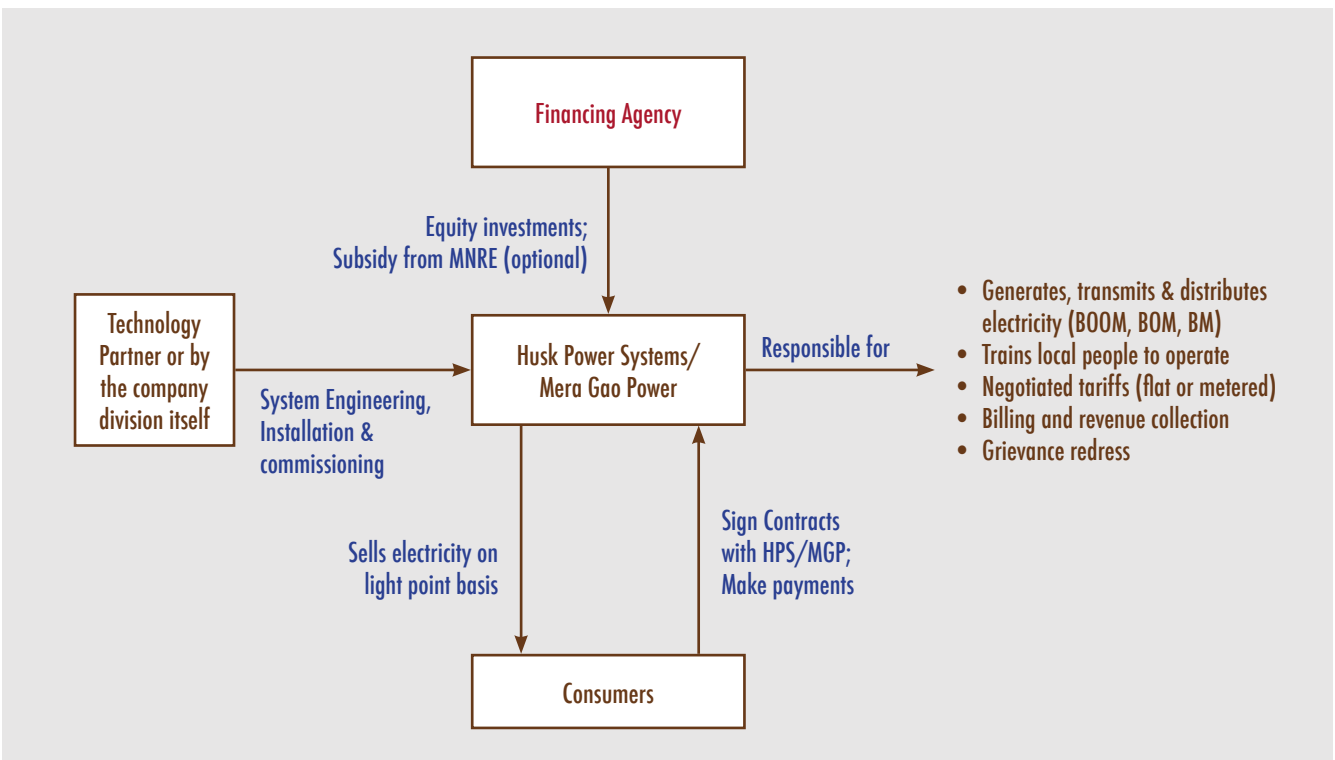 Financing Agency
Equity investments;
Subsidy from MNRE (optional)
Technology
Partner or by
the company
division itself
System Engineering,
Installation &
commissioning
Husk Power Systems/
Mera Gao Power
Responsible for
• Generates, transmits & distributes
electricity (BOOM, BOM, BM)
• Trains local people to operate
• Negotiated tariffs (flat or metered)
• Billing and revenue collection
• Grievance redress
Sells electricity on
light point basis
Sign Contracts
with HPS/MGP;
Make payments
Consumers